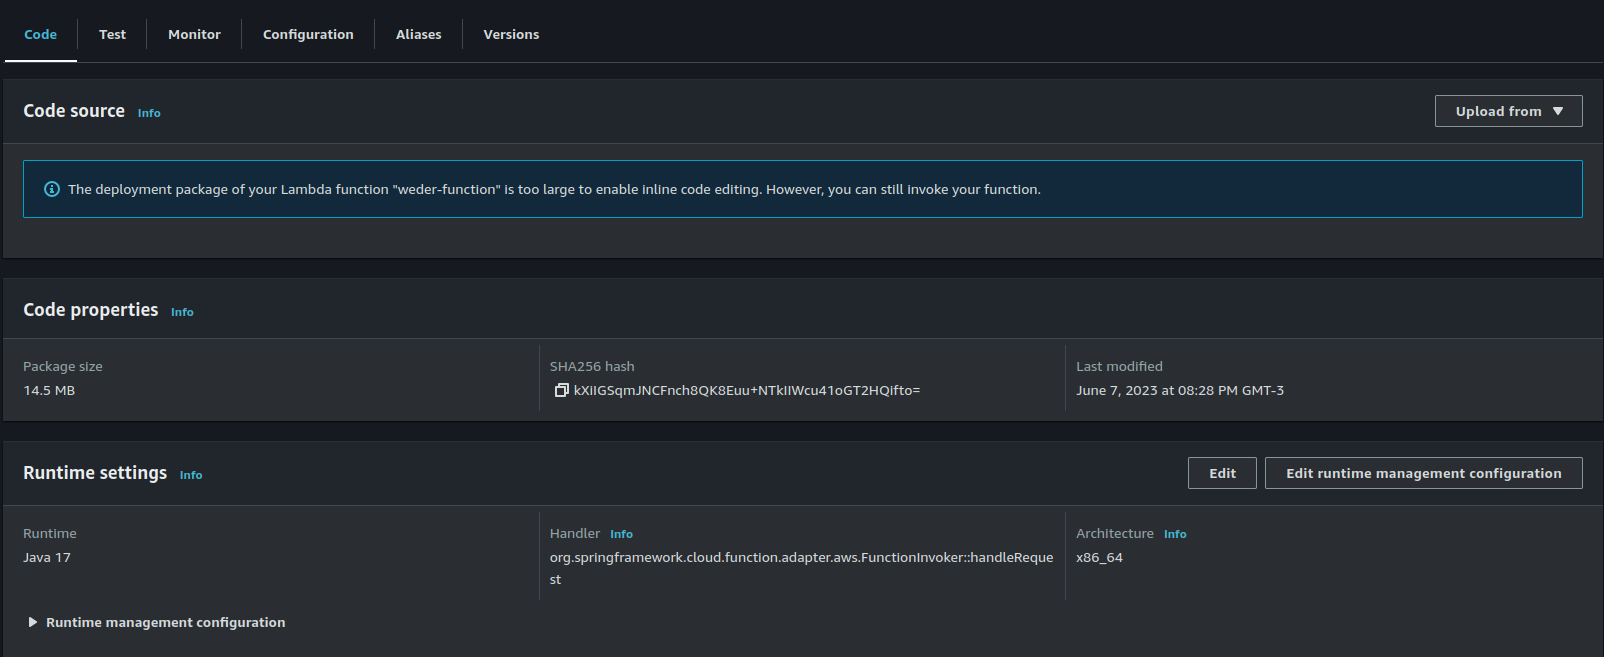 Code Test Monitor Configuration Aliases Versions
Code source Info
Upload from
The deployment package of your Lambda function "weder-function" is too large to enable inline code editing. However, you can still invoke your function.
Code properties Info
Package size
14.5 MB
SHA256 hash
kXIIGSqmJNCFnch8QK8Euu+NTkIIWcu41oGT2HQifto=
Last modified
June 7, 2023 at 08:28 PM GMT-3
Runtime settings Info
Edit
Edit runtime management configuration
Runtime
Java 17
Handler Info
org.springframework.cloud.function.adapter.aws.FunctionInvoker::handleReque
st
Architecture Info
x86_64
Runtime management configuration